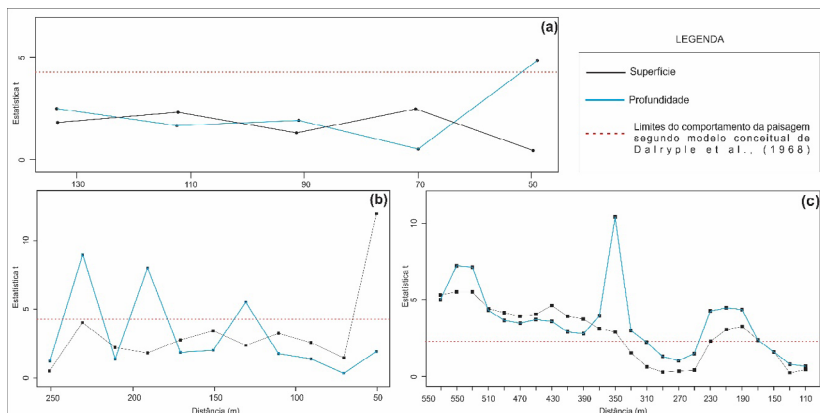 (a)
5
0
Estatística t
130
110
90
70
50
LEGENDA
Superfície
Profundidade
Limites do comportamento da paisagem
segundo modelo conceitual de
Dalryple et al., (1968)
(b)
10
5
0
Estatística t
250
200
150
100
50
Distância (m)
(c)
10
5
0
Estatística t
550
550
510
470
430
390
350
310
270
230
190
150
110
Distância (m)